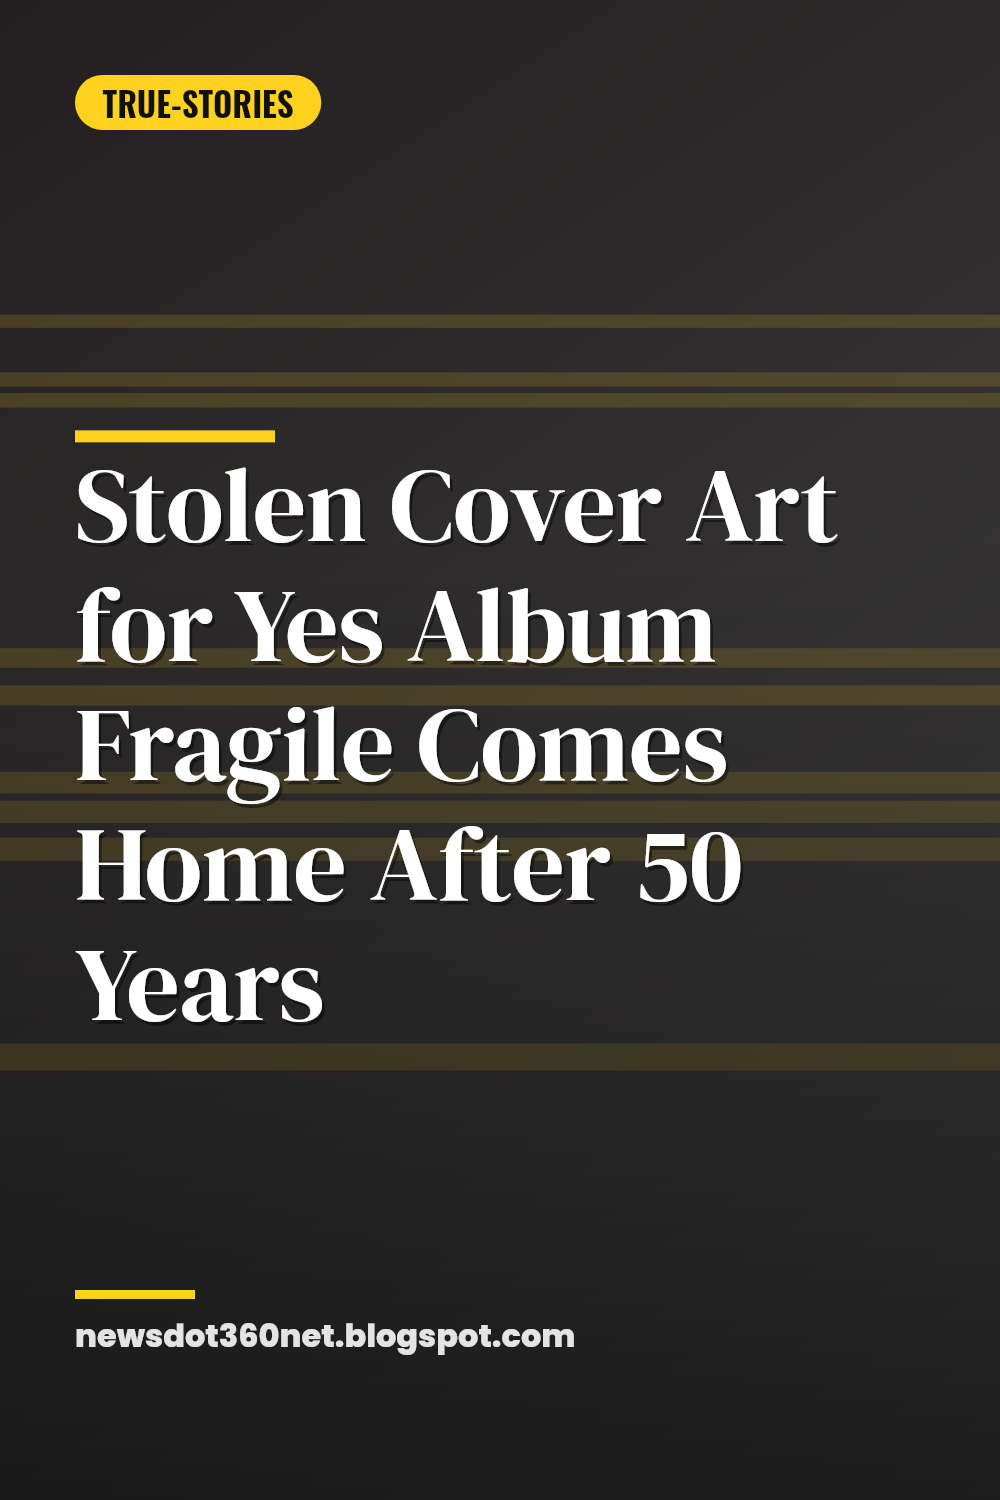 TRUE-STORIES
Stolen Cover Art
for Yes Album
Fragile Comes
Home After 50
Years
newsdot360net.blogspot.com